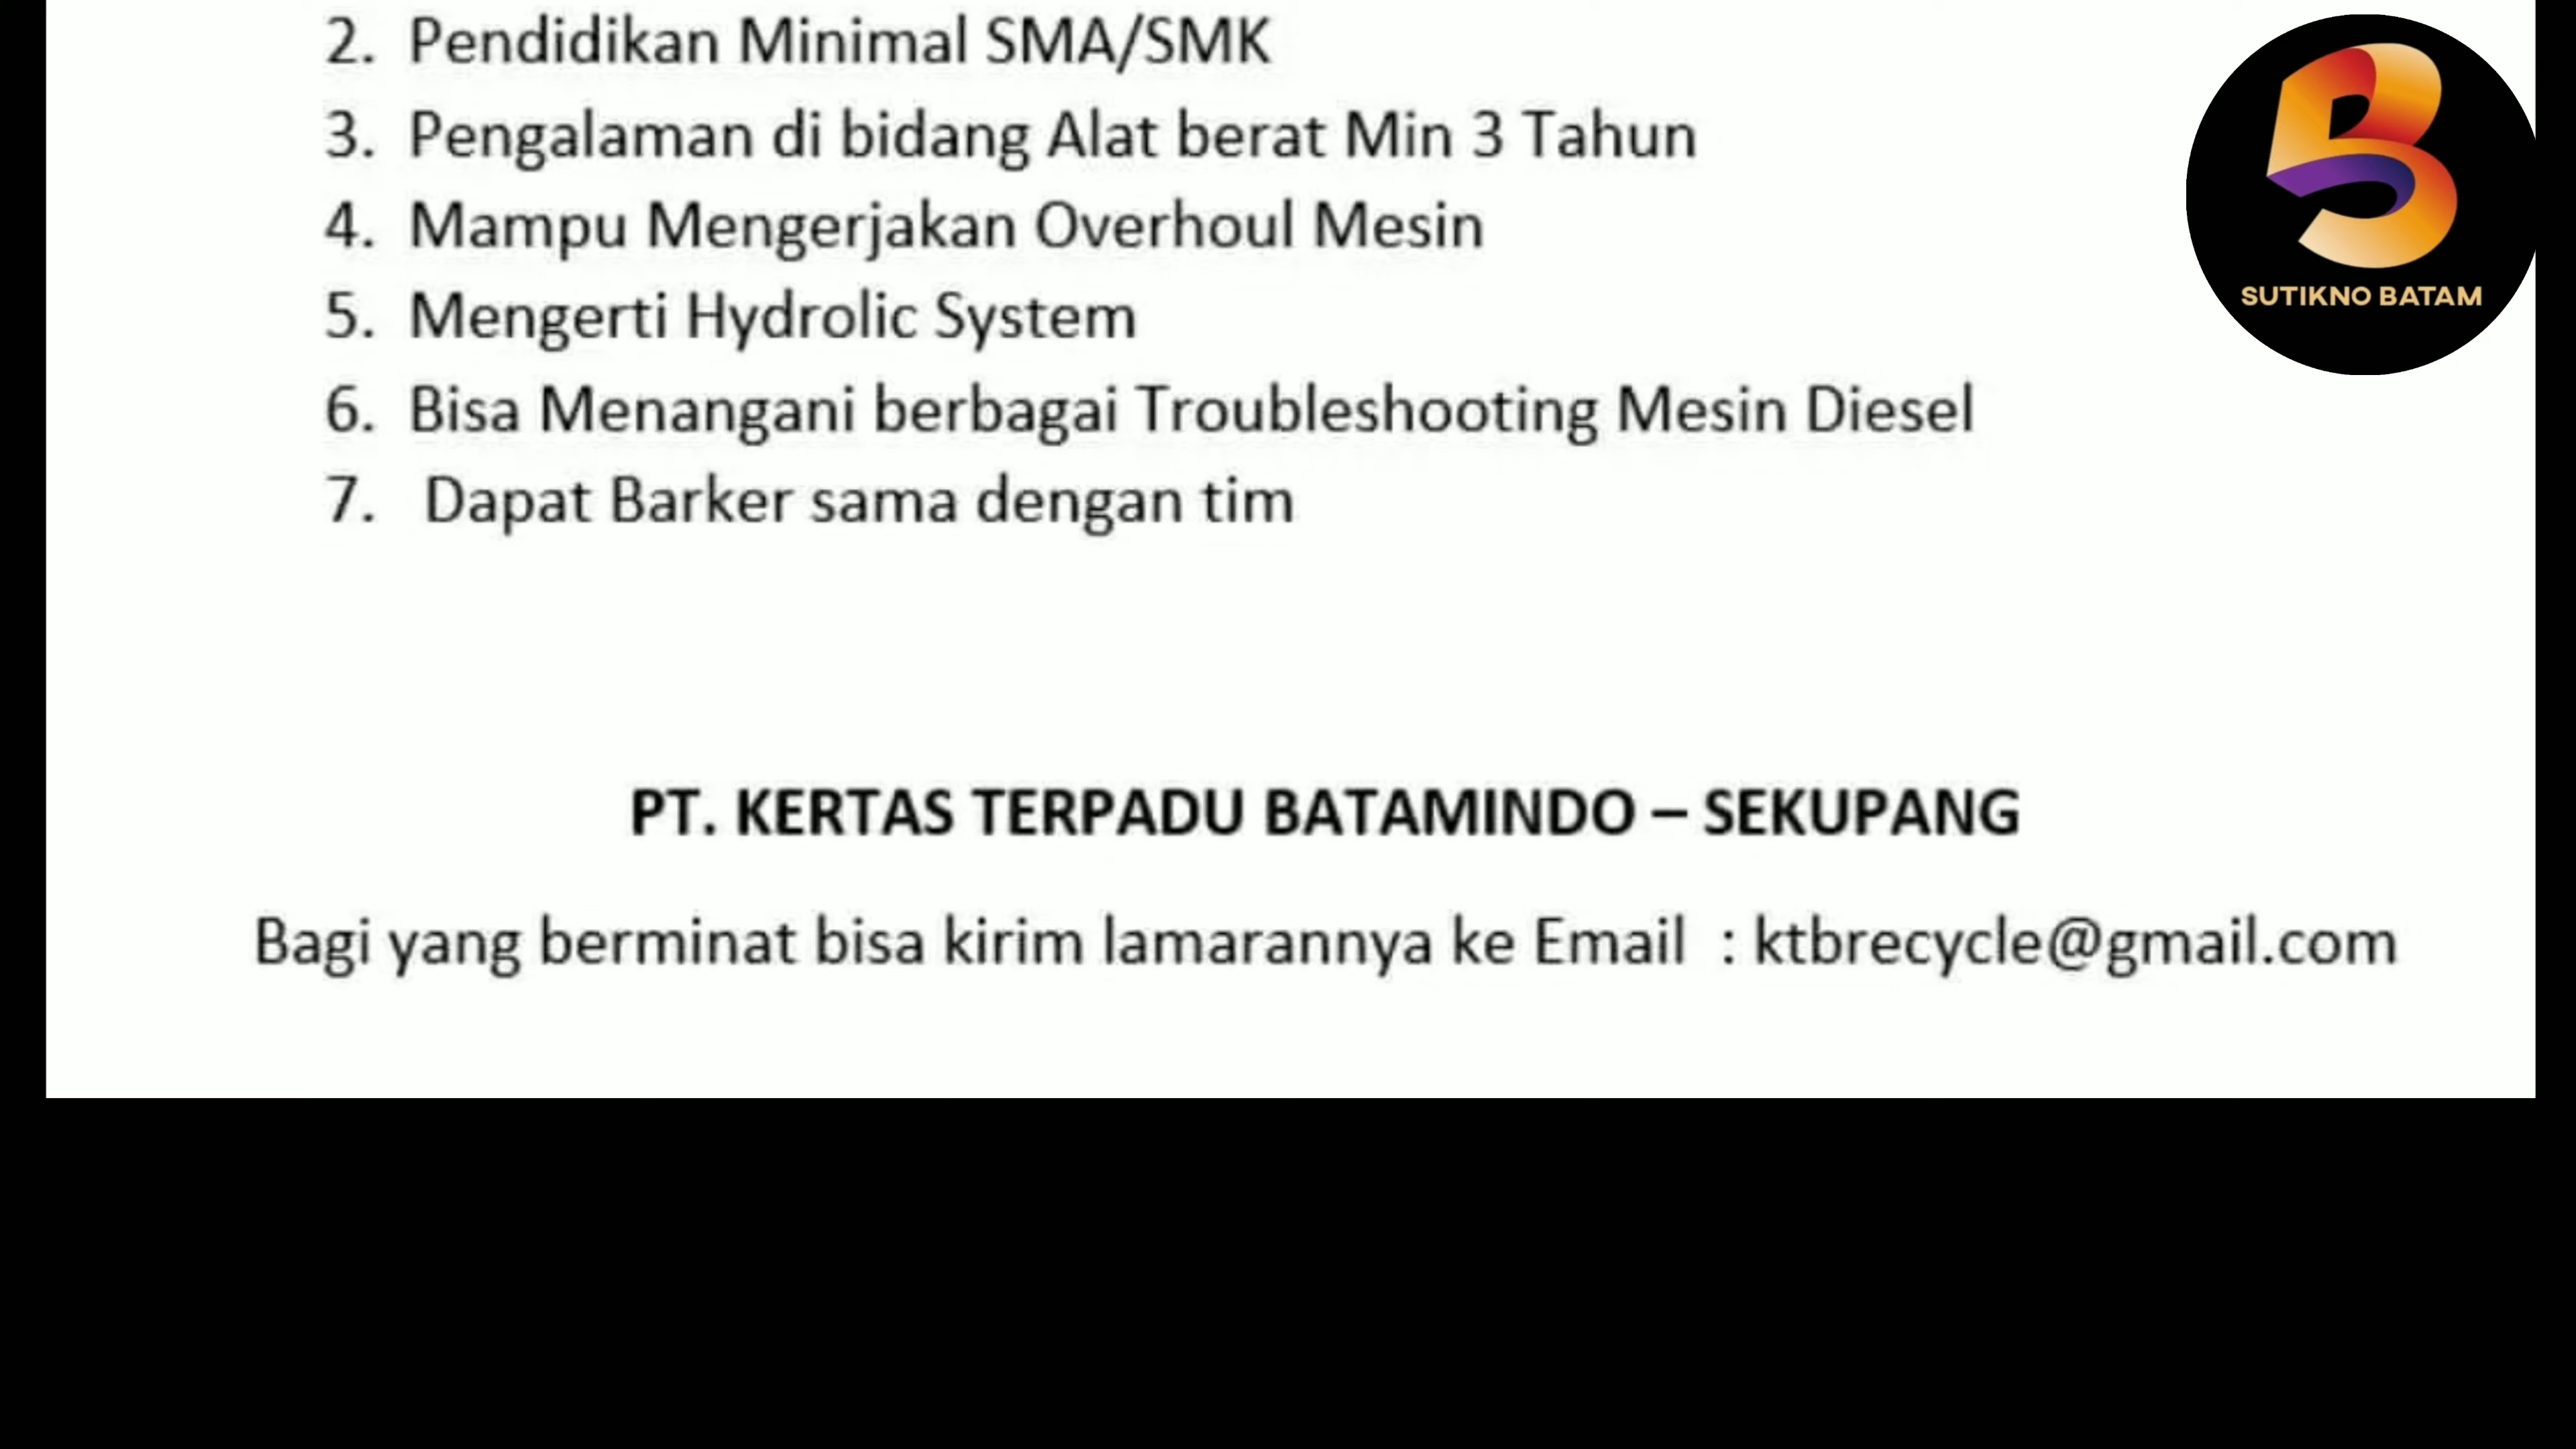 2. Pendidikan Minimal SMA/SMK
3. Pengalaman di bidang Alat berat Min 3 Tahun
4. Mampu Mengerjakan Overhoul Mesin
5. Mengerti Hydrolic System
6. Bisa Menangani berbagai Troubleshooting Mesin Diesel
7. Dapat Barker sama dengan tim
SUTIKNO BATAM
PT. KERTAS TERPADU BATAMINDO – SEKUPANG
Bagi yang berminat bisa kirim lamarannya ke Email : ktbrecycle@gmail.com